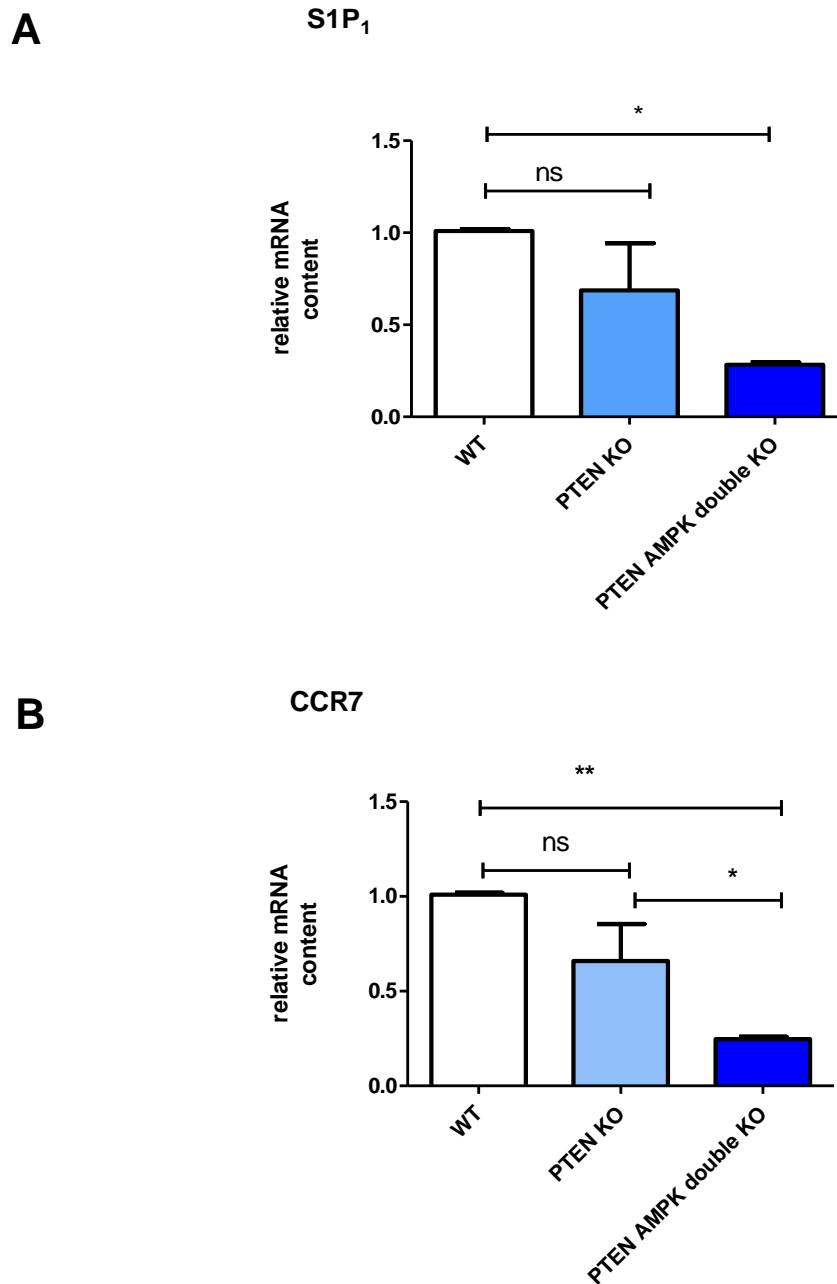 A
S1P₁
*
1.5
ns
1.0
0.5
0.0
relative mRNA
content
WT
PTEN KO
PTEN AMPK double KO
B
CCR7
**
1.5
ns
*
1.0
0.5
0.0
relative mRNA
content
WT
PTEN KO
PTEN AMPK double KO